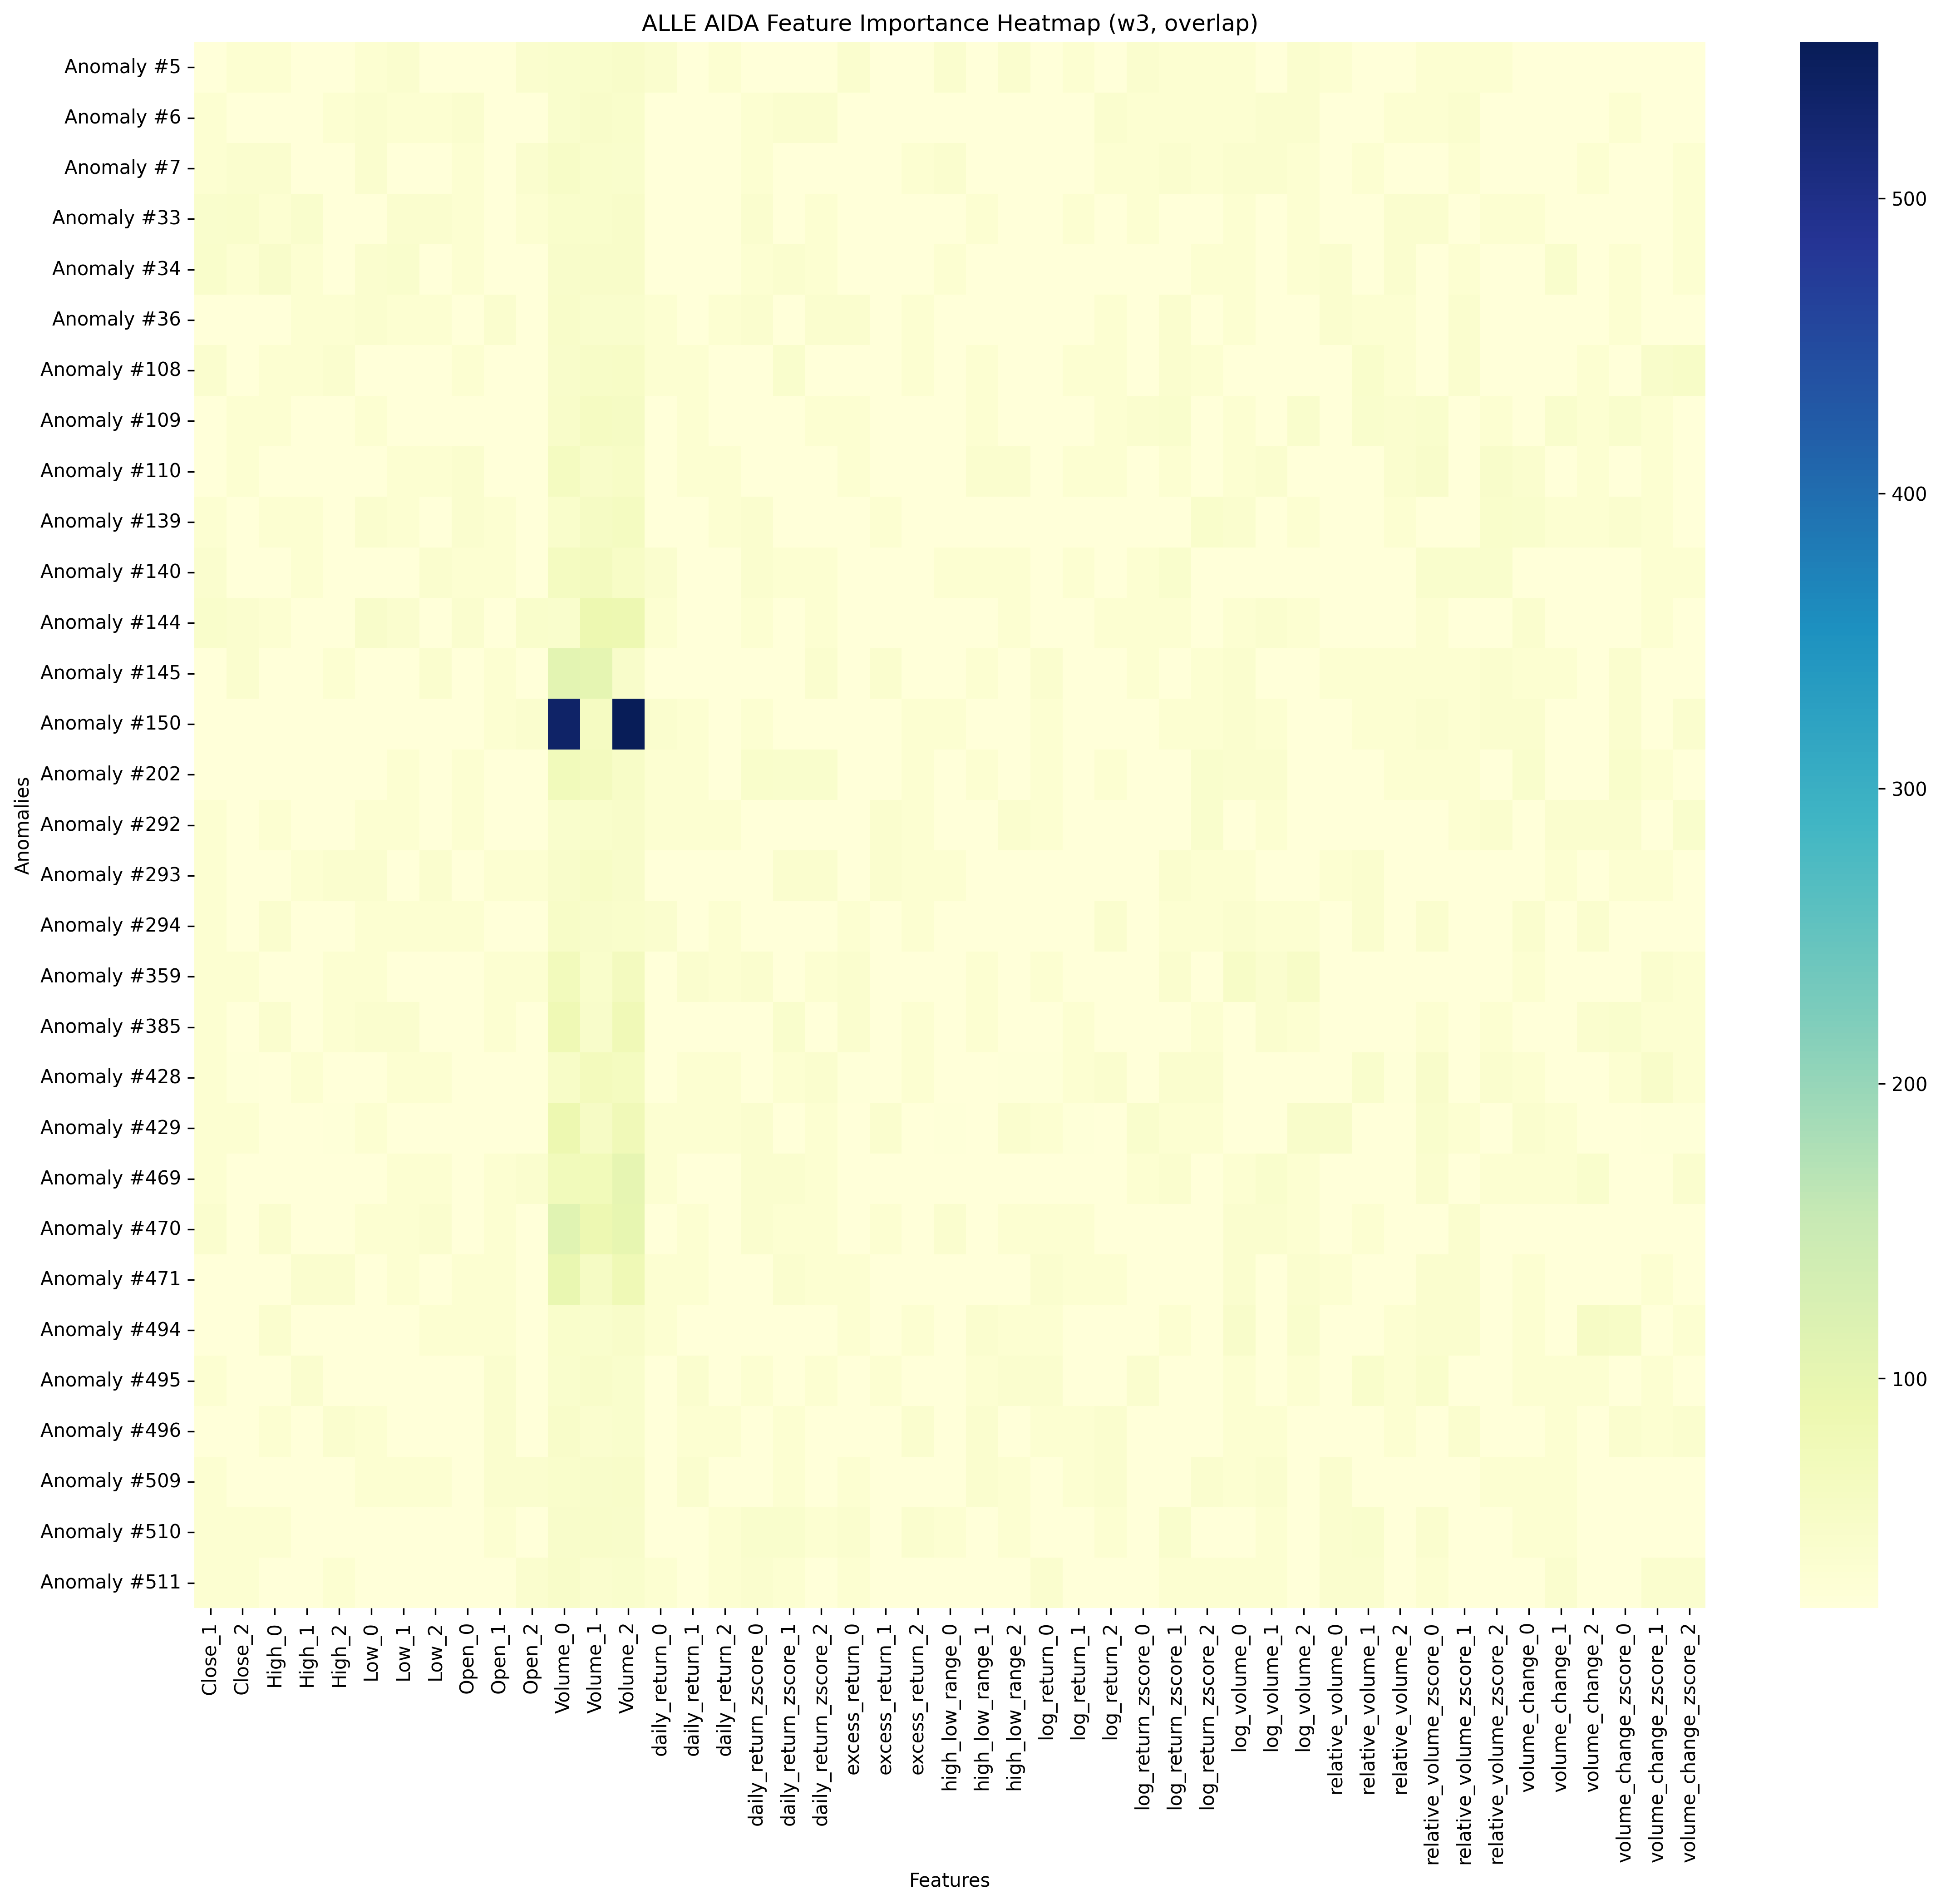 ALLE AIDA Feature Importance Heatmap (w3, overlap)
Anomalies
Anomaly #5
Anomaly #6
Anomaly #7
Anomaly #33
Anomaly #34
Anomaly #36
Anomaly #108
Anomaly #109
Anomaly #110
Anomaly #139
Anomaly #140
Anomaly #144
Anomaly #145
Anomaly #150
Anomaly #202
Anomaly #292
Anomaly #293
Anomaly #294
Anomaly #359
Anomaly #385
Anomaly #428
Anomaly #429
Anomaly #469
Anomaly #470
Anomaly #471
Anomaly #494
Anomaly #495
Anomaly #496
Anomaly #509
Anomaly #510
Anomaly #511
Close_1
Close_2
High_0
High_1
High_2
Low_0
Low_1
Low_2
Open_0
Open_1
Open_2
Volume_0
Volume_1
Volume_2
daily_return_0
daily_return_1
daily_return_2
daily_return_zscore_0
daily_return_zscore_1
daily_return_zscore_2
excess_return_0
excess_return_1
excess_return_2
high_low_range_0
high_low_range_1
high_low_range_2
log_return_0
log_return_1
log_return_2
log_return_zscore_0
log_return_zscore_1
log_return_zscore_2
log_volume_0
log_volume_1
log_volume_2
relative_volume_0
relative_volume_1
relative_volume_2
relative_volume_zscore_0
relative_volume_zscore_1
relative_volume_zscore_2
volume_change_0
volume_change_1
volume_change_2
volume_change_zscore_0
volume_change_zscore_1
volume_change_zscore_2
Features
500
400
300
200
100